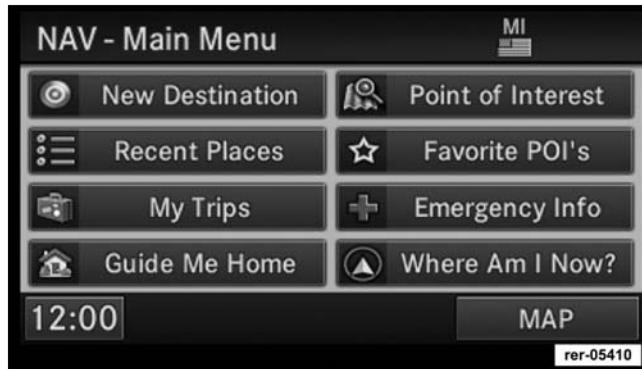 NAV - Main Menu
MI
New Destination
Point of Interest
Recent Places
Favorite POI's
My Trips
Emergency Info
Guide Me Home
Where Am I Now?
12:00
MAP
rer-05410